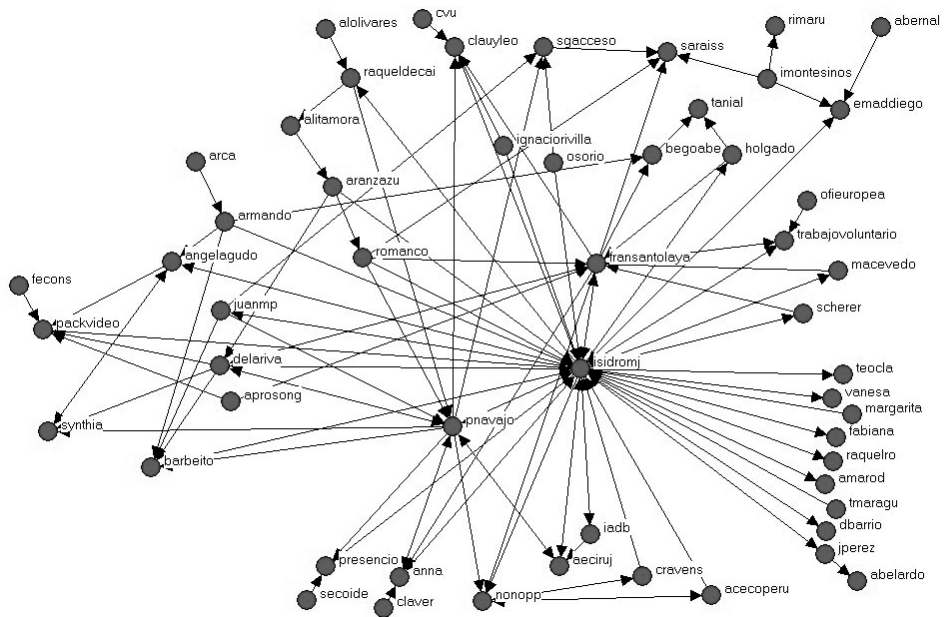 cvu
alolivares
clauyleo
sgacceso
saraiss
rimaru
abernal
raqueldecai
imontesinos
emaddiego
tanial
alitamora
ignaciorivilla
osorio
begoabe
holgado
arca
aranzazu
ofieuropea
armando
trabajovoluntario
angelagudo
romanco
fransantolaya
macevedo
fecons
packvideo
juanmp
scherer
delariva
isidromj
teocla
aprosong
vanesa
margarita
synthia
pnavajo
fabiana
barbeito
raquelro
amarod
tmaragu
dbarrio
iadb
jperez
presencio
anna
aeciruj
cravens
abelardo
secoide
claver
nonopp
acecoperu